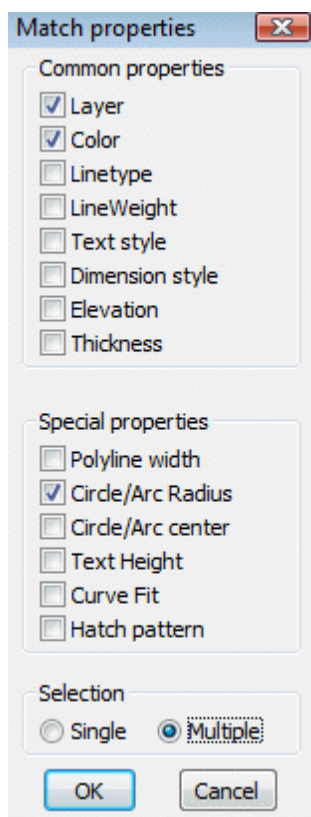 Match properties
Common properties
Layer
Color
Linetype
LineWeight
Text style
Dimension style
Elevation
Thickness
Special properties
Polyline width
Circle/Arc Radius
Circle/Arc center
Text Height
Curve Fit
Hatch pattern
Selection
Single Multiple
OK Cancel